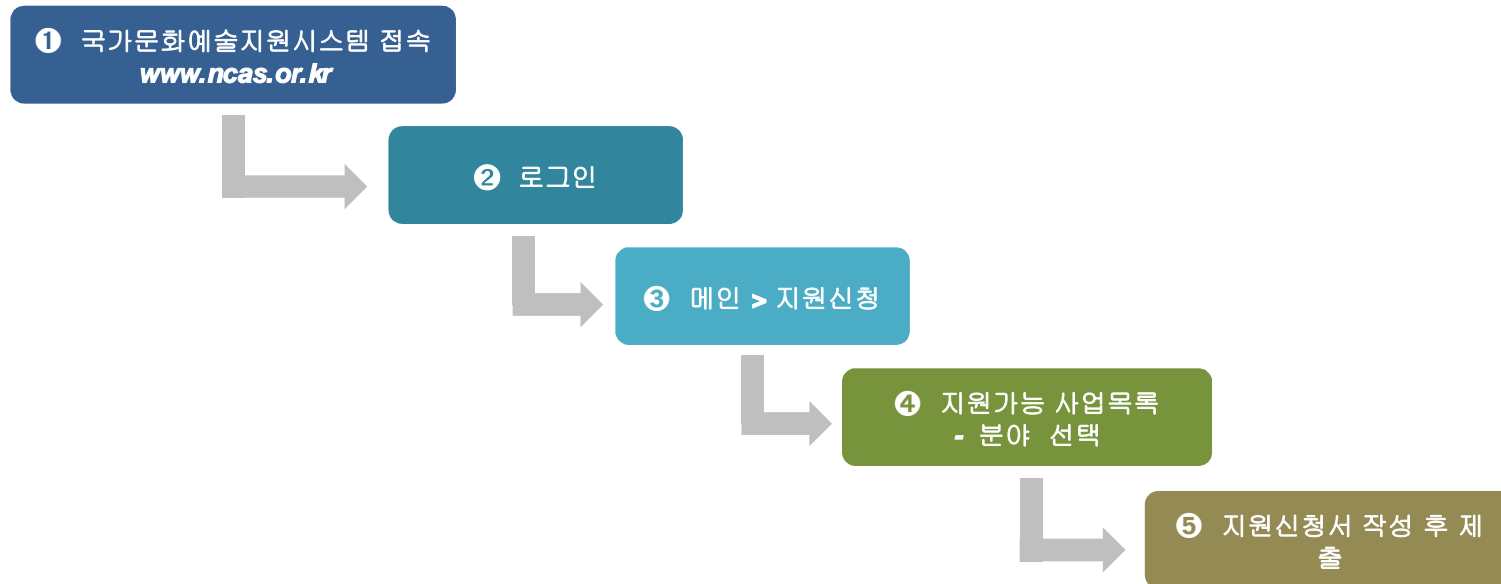 ❶ 국가문화예술지원시스템 접속
www.ncas.or.kr
❷ 로그인
❸ 메인 > 지원신청
❹ 지원가능 사업목록
- 분야 선택
❺ 지원신청서 작성 후 제
출